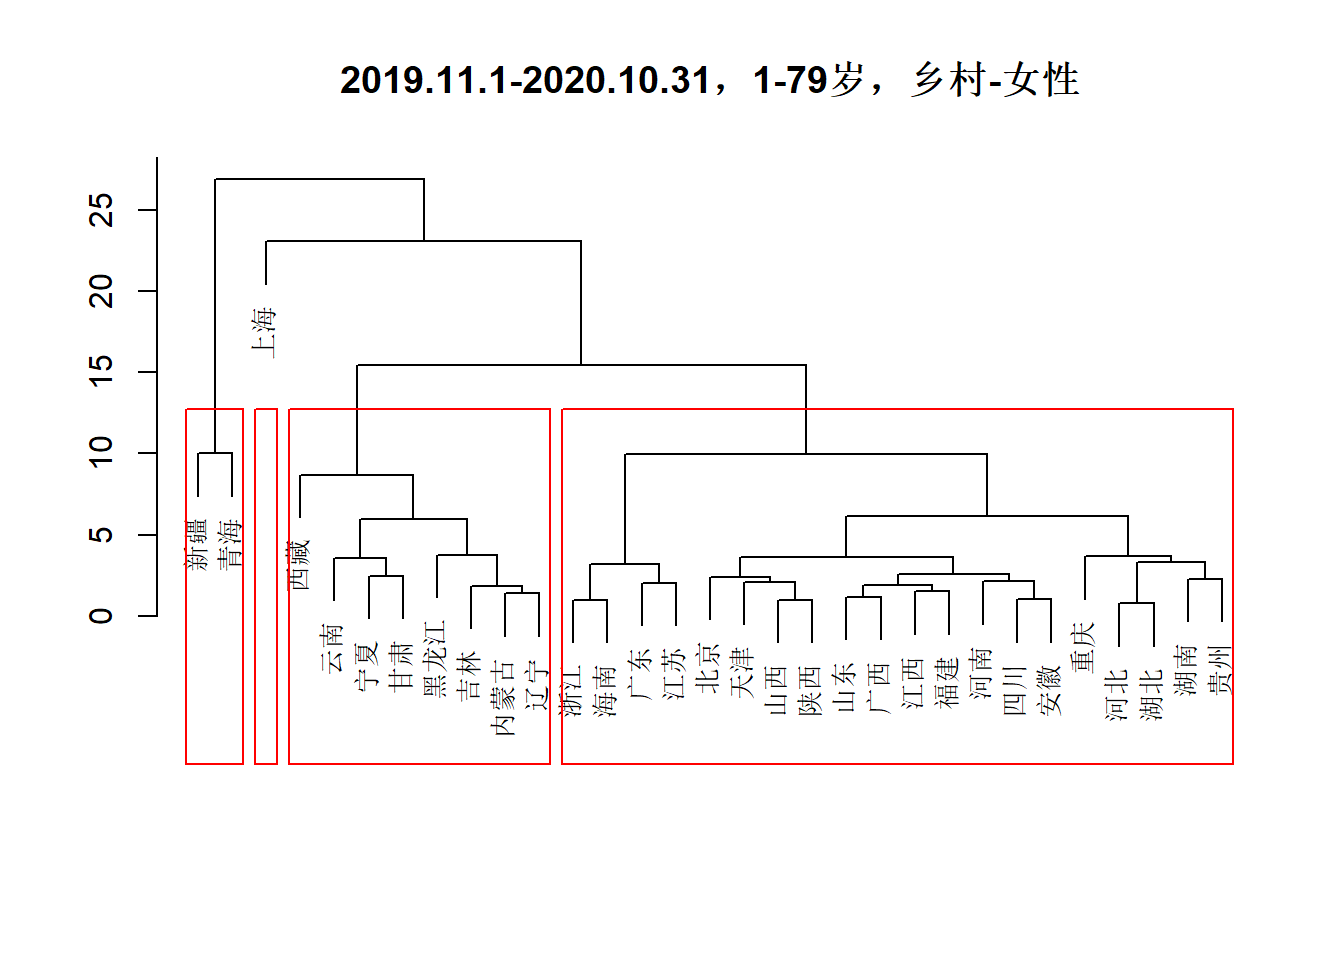 2019.11.1-2020.10.31，1-79岁，乡村-女性
25
20
15
10
5
0
上海
新疆
青海
西藏
云南
宁夏
甘肃
黑龙江
吉林
内蒙古
辽宁
浙江
海南
广东
江苏
北京
天津
山西
陕西
山东
广西
江西
福建
河南
四川
安徽
重庆
河北
湖北
湖南
贵州